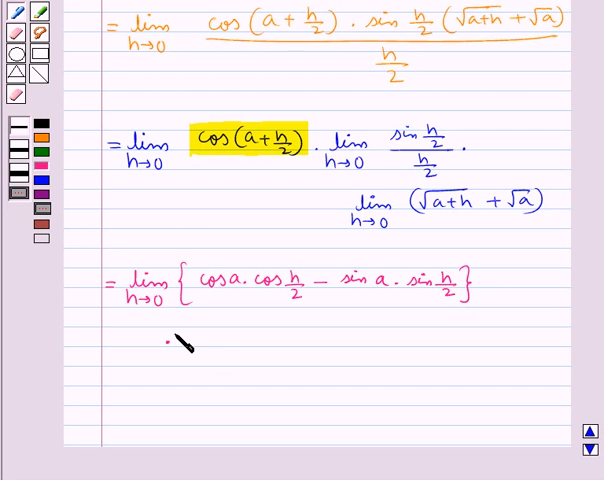 = lim h→0 cos(a + h/2) · sin h/2 (√a+h + √a) / h/2
= lim h→0 cos(a + h/2) · lim h→0 sin h/2 / h/2 ·
lim h→0 (√a+h + √a)
= lim h→0 { cos a · cos h/2 − sin a · sin h/2 }
·